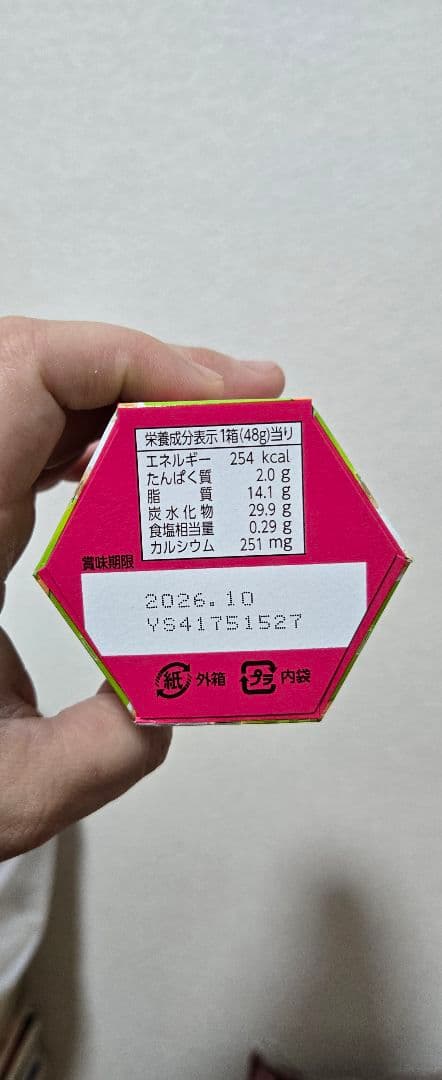 栄養成分表示 1箱(48g)当り
エネルギー 254 kcal
たんぱく質 2.0 g
脂質 14.1 g
炭水化物 29.9 g
食塩相当量 0.29 g
カルシウム 251 mg
賞味期限
2026.10
YS41751527
紙 外箱 プラ 内袋